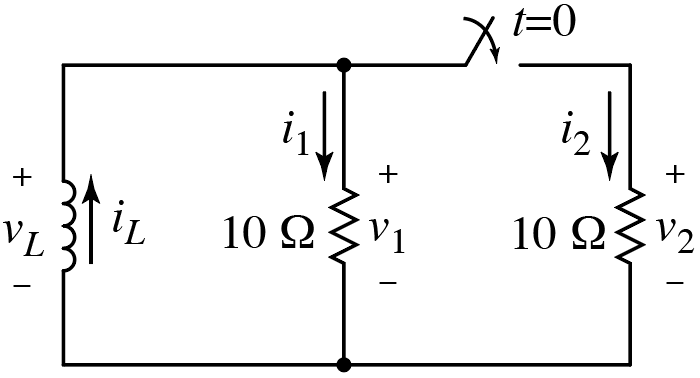 t=0
i1
i2
+
+
+
vL
iL
10 Ω
v1
10 Ω
v2
-
-
-